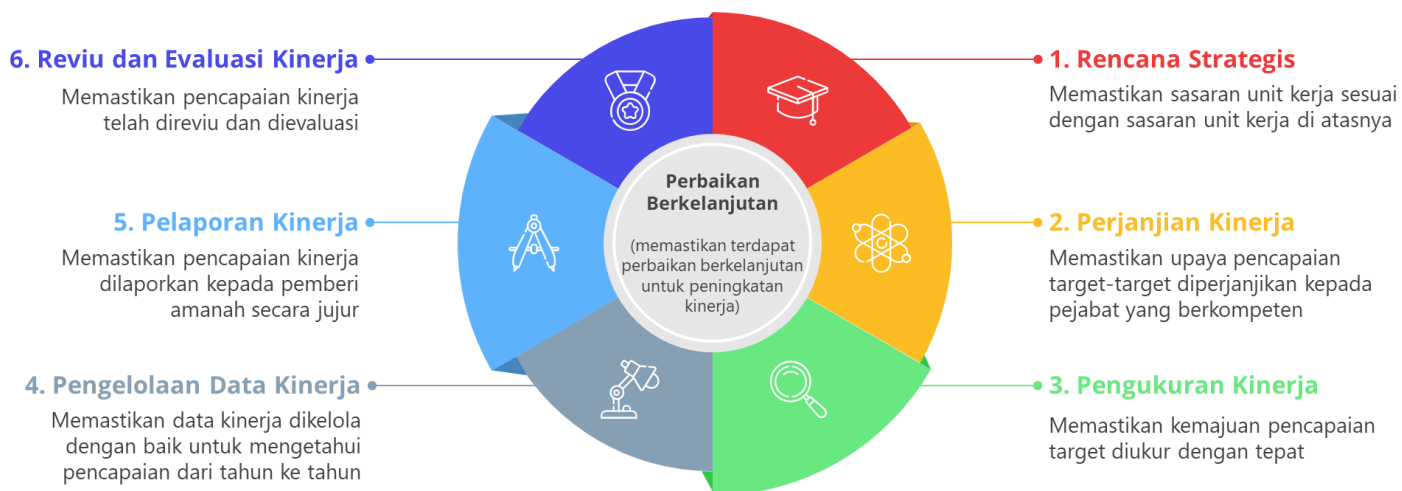 1. Rencana Strategis
Memastikan sasaran unit kerja sesuai
dengan sasaran unit kerja di atasnya
2. Perjanjian Kinerja
Memastikan upaya pencapaian
target-target diperjanjikan kepada
pejabat yang berkompeten
3. Pengukuran Kinerja
Memastikan kemajuan pencapaian
target diukur dengan tepat
4. Pengelolaan Data Kinerja
Memastikan data kinerja dikelola
dengan baik untuk mengetahui
pencapaian dari tahun ke tahun
5. Pelaporan Kinerja
Memastikan pencapaian kinerja
dilaporkan kepada pemberi
amanah secara jujur
6. Reviu dan Evaluasi Kinerja
Memastikan pencapaian kinerja
telah direviu dan dievaluasi
Perbaikan
Berkelanjutan
(memastikan terdapat
perbaikan berkelanjutan
untuk peningkatan
kinerja)